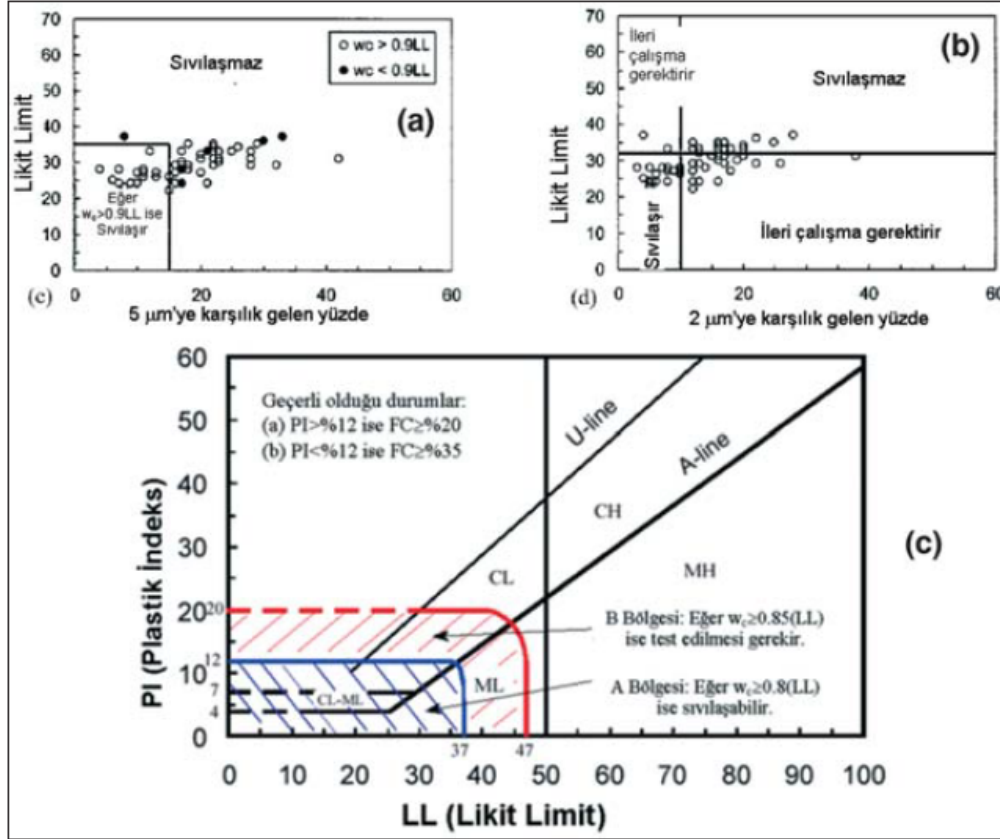 70
60
50
40
30
20
10
0
Likit Limit
Sıvılaşmaz
○ wc > 0.9LL
● wc < 0.9LL
(a)
Eğer
wc>0.9LL ise
Sıvılaşır
(c)
0
20
40
60
5 µm'ye karşılık gelen yüzde
70
60
50
40
30
20
10
0
Likit Limit
İleri
çalışma
gerektirir
(b)
Sıvılaşmaz
Sıvılaşır
İleri çalışma gerektirir
(d)
0
20
40
60
2 µm'ye karşılık gelen yüzde
60
50
40
30
20
10
0
20
12
7
4
PI (Plastik İndeks)
Geçerli olduğu durumlar:
(a) PI>%12 ise FC≥%20
(b) PI<%12 ise FC≥%35
U-line
A-line
CH
(c)
CL
MH
B Bölgesi: Eğer wc≥0.85(LL)
ise test edilmesi gerekir.
ML
CL-ML
A Bölgesi: Eğer wc≥0.8(LL)
ise sıvılaşabilir.
37
47
0 10 20 30 40 50 60 70 80 90 100
LL (Likit Limit)